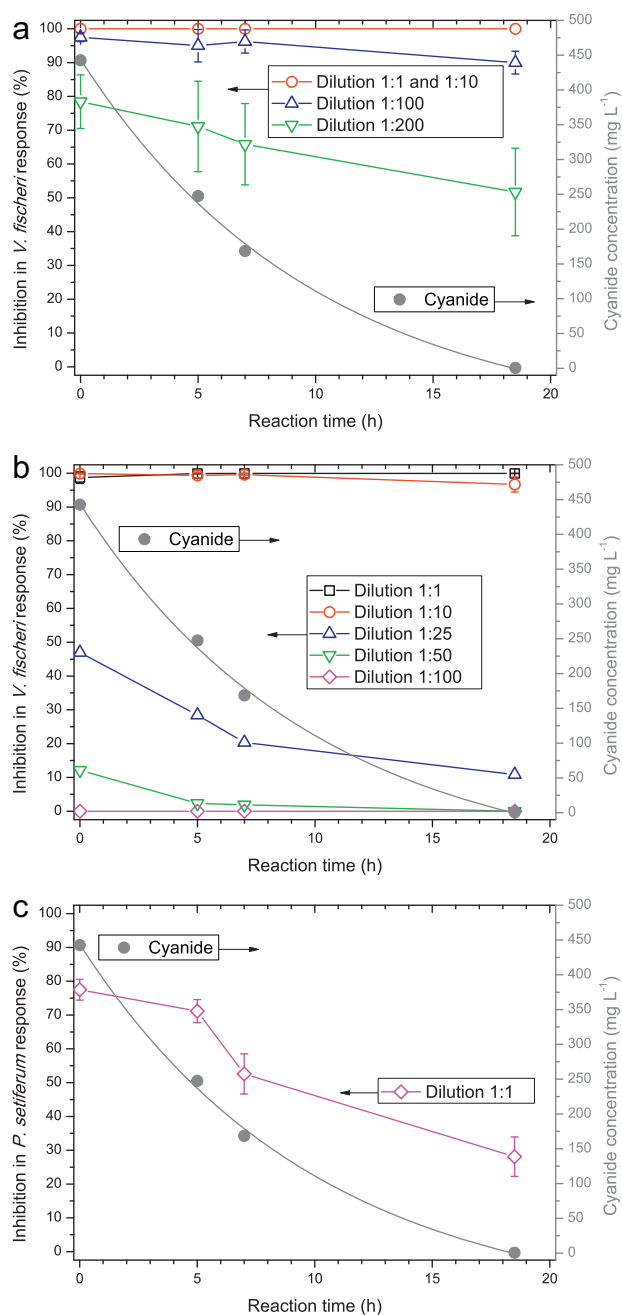 a
100
90
80
70
60
50
40
30
20
10
0
Inhibition in V. fischeri response (%)
Dilution 1:1 and 1:10
Dilution 1:100
Dilution 1:200
Cyanide
500
450
400
350
300
250
200
150
100
50
0
Cyanide concentration (mg L-1)
0 5 10 15 20
Reaction time (h)
b
100
90
80
70
60
50
40
30
20
10
0
Inhibition in V. fischeri response (%)
Cyanide
Dilution 1:1
Dilution 1:10
Dilution 1:25
Dilution 1:50
Dilution 1:100
500
450
400
350
300
250
200
150
100
50
0
Cyanide concentration (mg L-1)
0 5 10 15 20
Reaction time (h)
c
100
90
80
70
60
50
40
30
20
10
0
Inhibition in P. setiferum response (%)
Cyanide
Dilution 1:1
500
450
400
350
300
250
200
150
100
50
0
Cyanide concentration (mg L-1)
0 5 10 15 20
Reaction time (h)